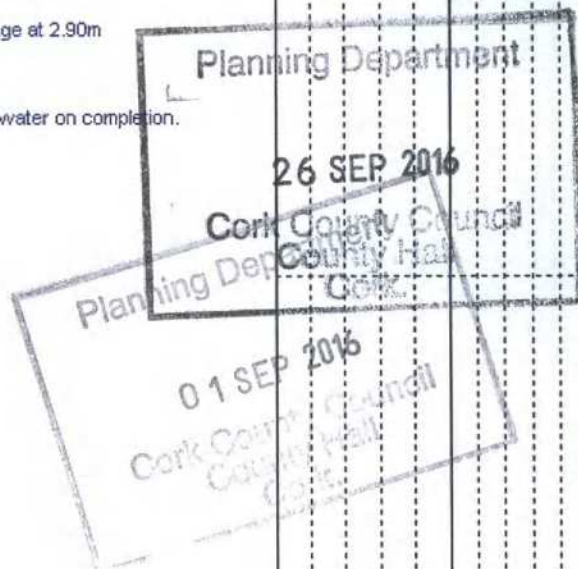 ge at 2.90m
water on completion.
Planning Department
26 SEP 2016
Cork County Council
County Hall
Cork.
Planning Department
01 SEP 2016
Cork County Council
County Hall
Cork.